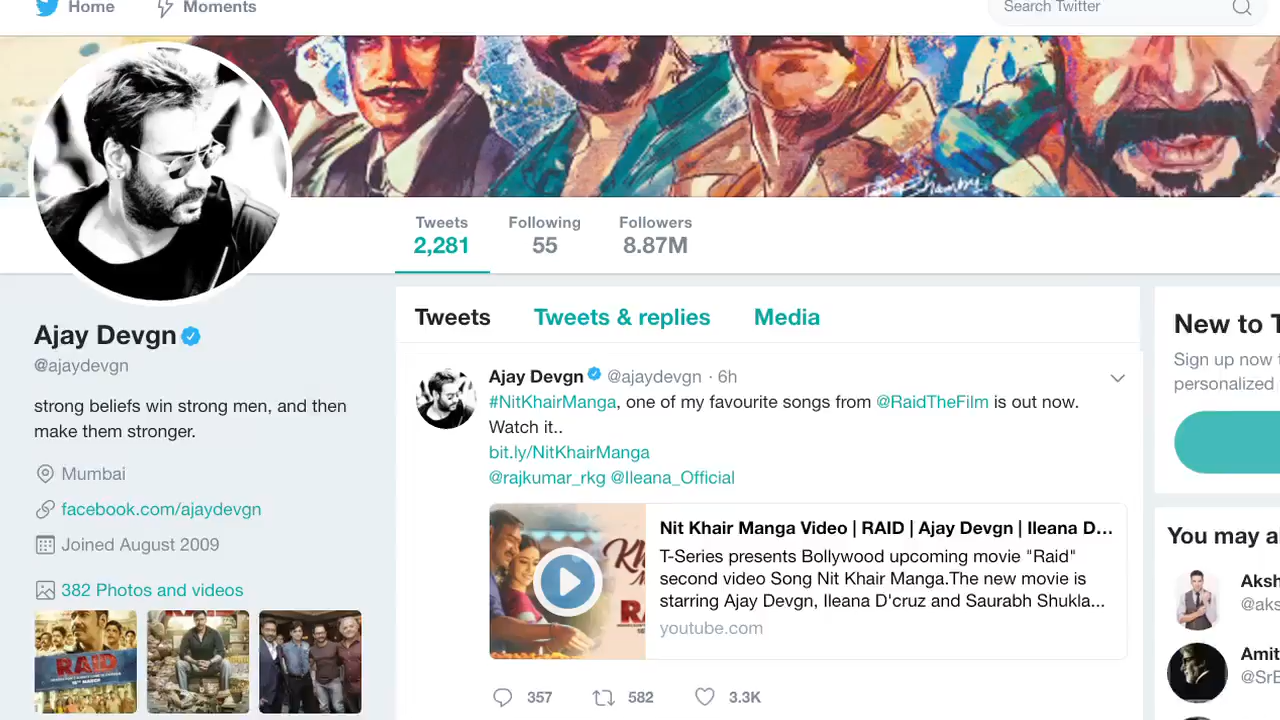 Home
Moments
Search Twitter
Tweets
2,281
Following
55
Followers
8.87M
Ajay Devgn
@ajaydevgn
strong beliefs win strong men, and then
make them stronger.
Mumbai
facebook.com/ajaydevgn
Joined August 2009
382 Photos and videos
RAID
Tweets
Tweets & replies
Media
Ajay Devgn @ajaydevgn · 6h
#NitKhairManga, one of my favourite songs from @RaidTheFilm is out now.
Watch it..
bit.ly/NitKhairManga
@rajkumar_rkg @Ileana_Official
Nit Khair Manga Video | RAID | Ajay Devgn | Ileana D...
T-Series presents Bollywood upcoming movie "Raid"
second video Song Nit Khair Manga.The new movie is
starring Ajay Devgn, Ileana D'cruz and Saurabh Shukla...
youtube.com
357
582
3.3K
New to T
Sign up now t
personalized
You may a
Aksh
@aks
Amit
@SrB